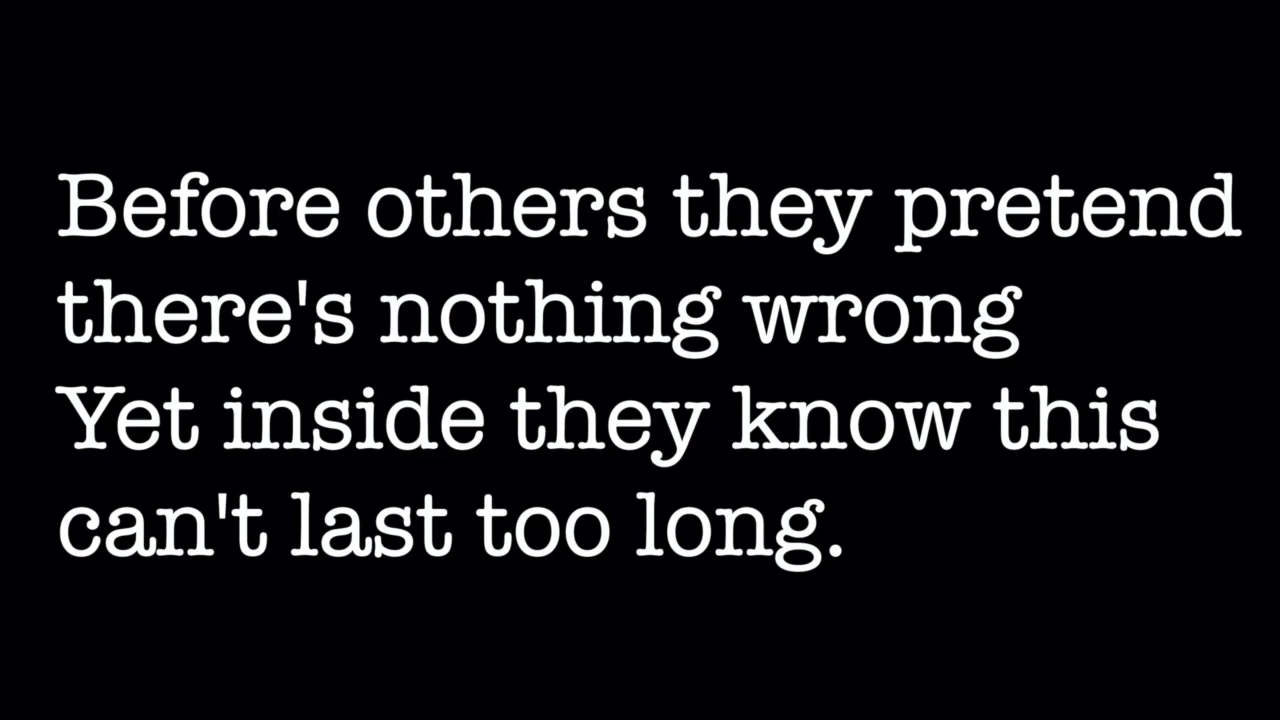 Before others they pretend
there's nothing wrong
Yet inside they know this
can't last too long.